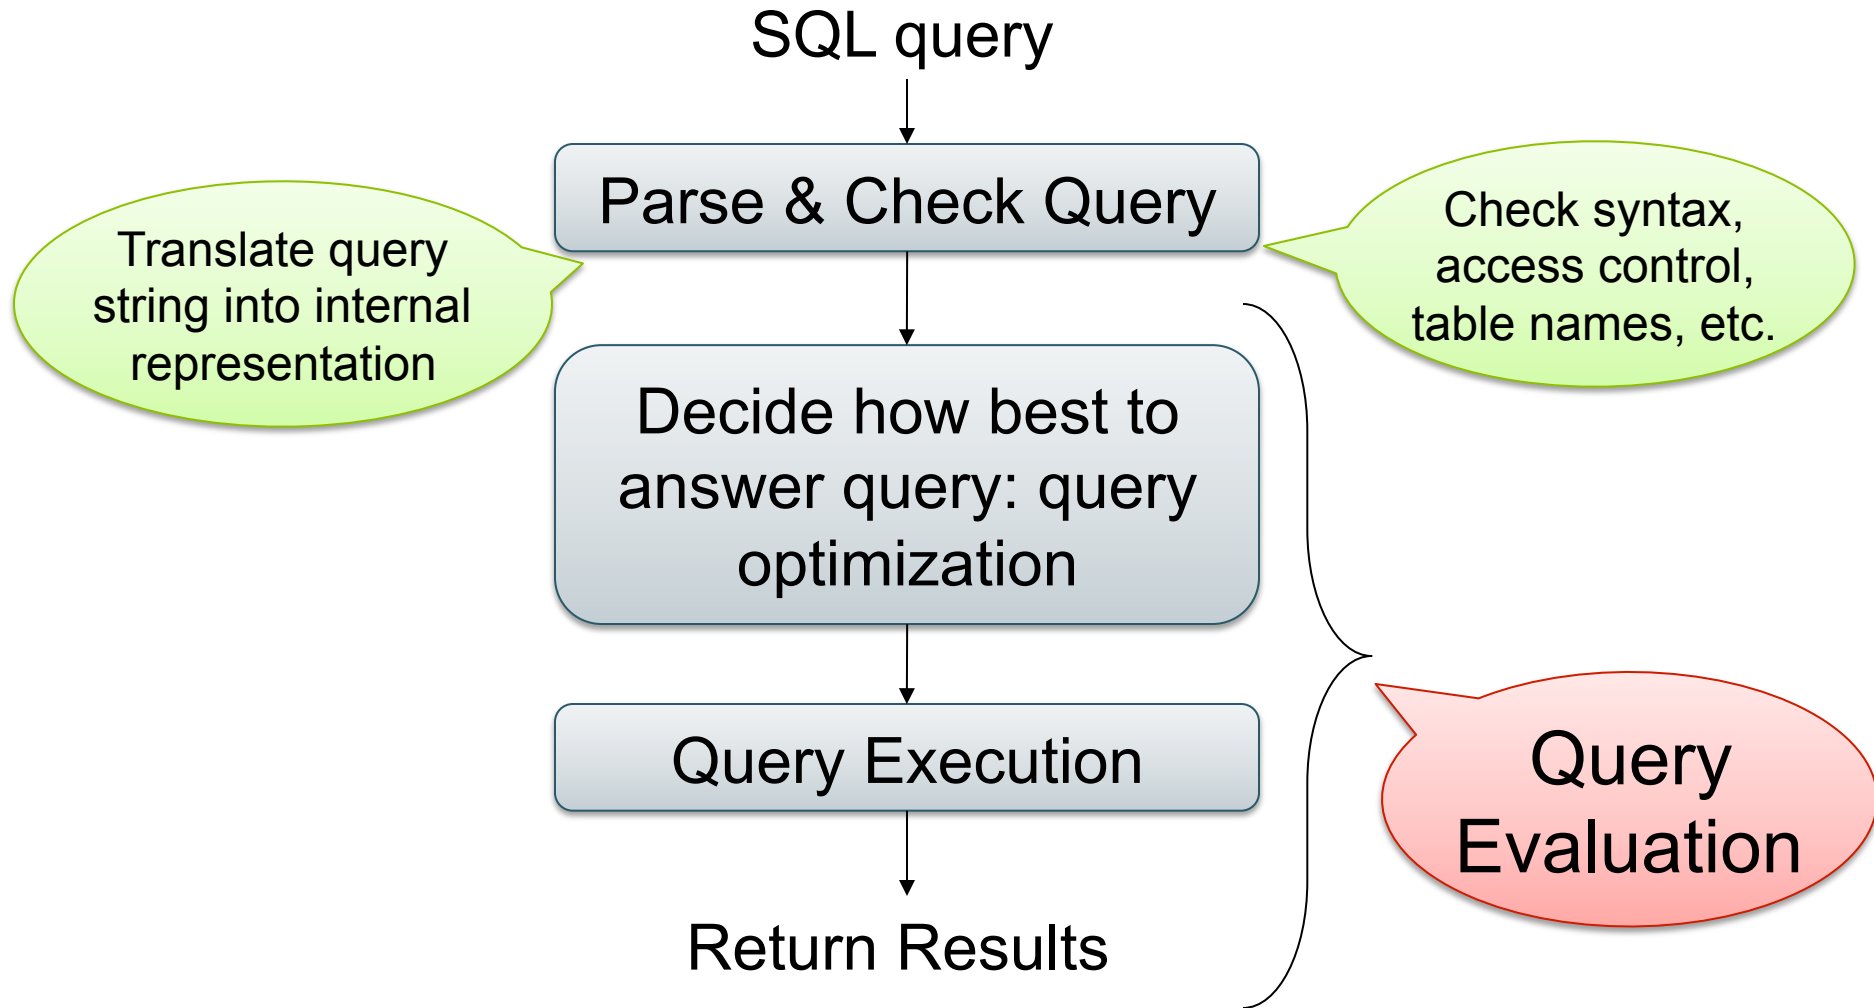 SQL query
Parse & Check Query
Translate query
string into internal
representation
Check syntax,
access control,
table names, etc.
Decide how best to
answer query: query
optimization
Query Execution
Query
Evaluation
Return Results